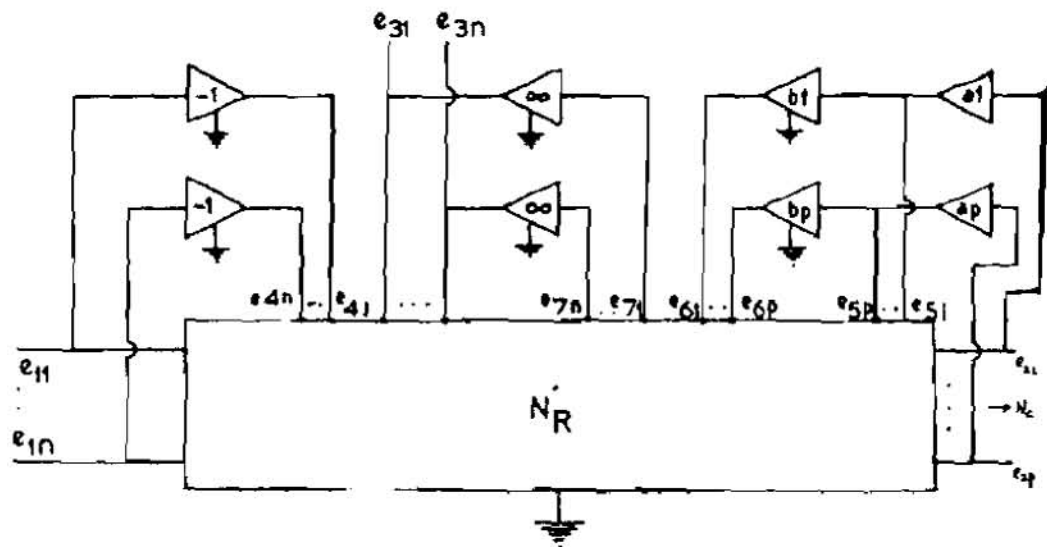 e31 e3n
-1 ∞ b1 a1
-1 ∞ bp ap
e4n ... e41 ... e7n ... e71 e61 ... e6p e5p ... e51
e11 e21
N'R → Nc
e1n e2p